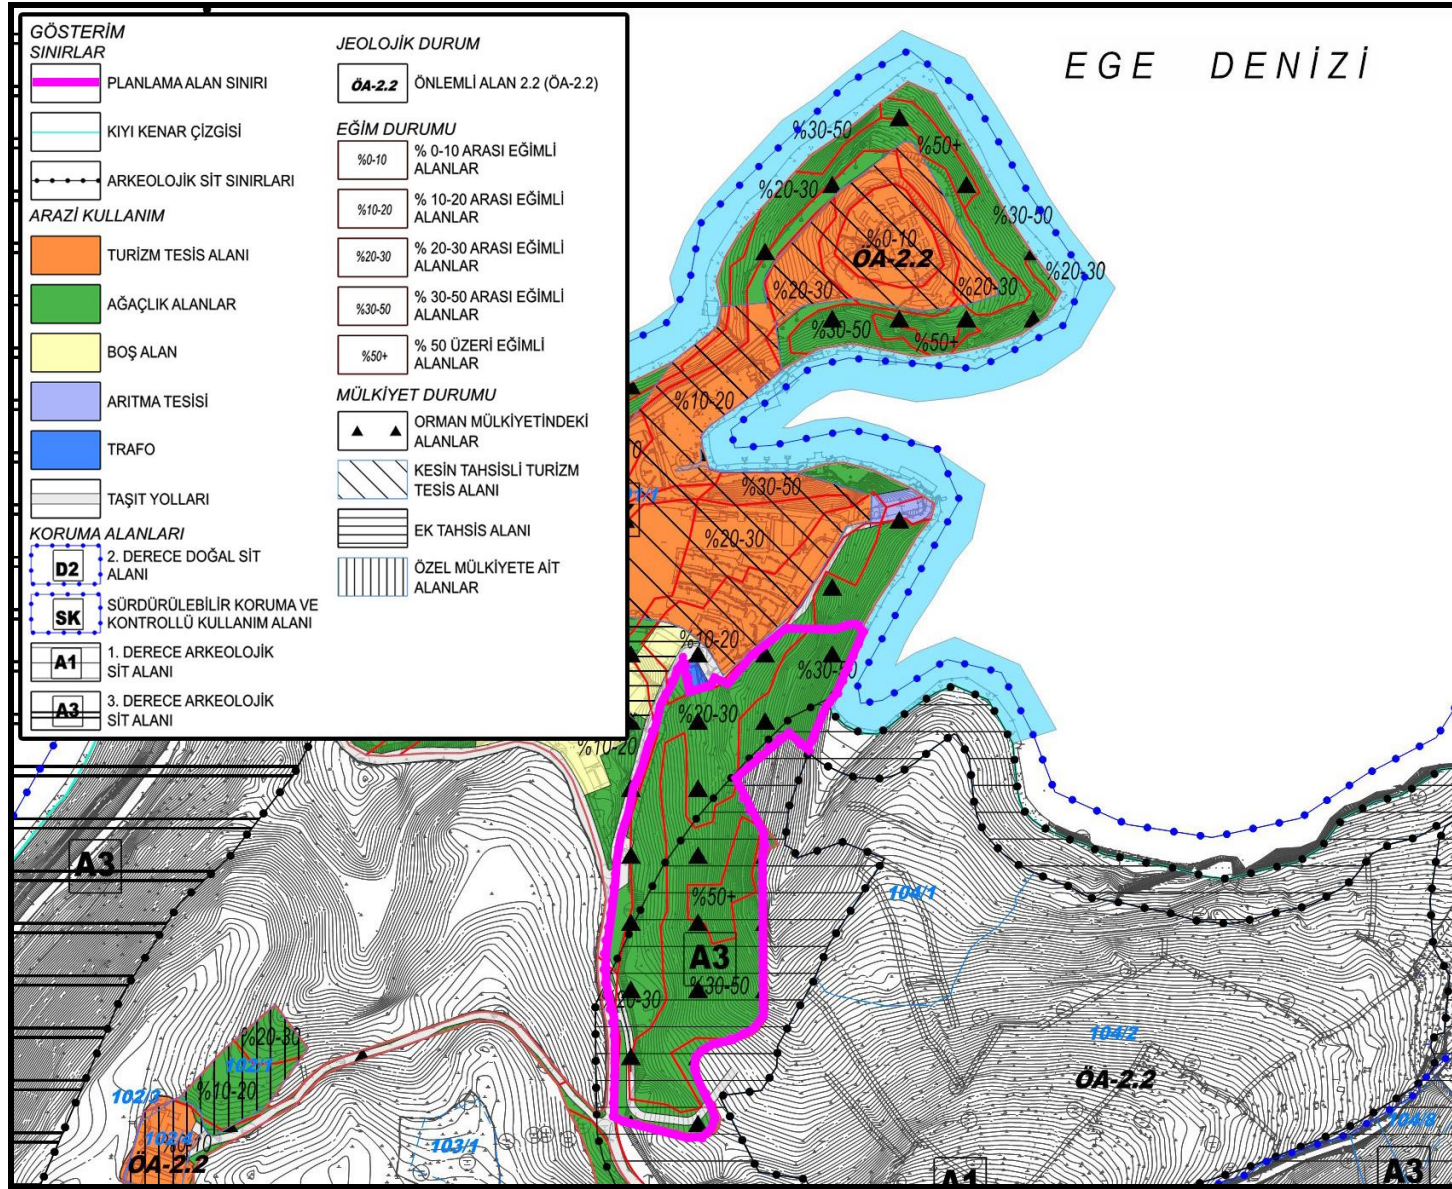 GÖSTERİM
SINIRLAR
PLANLAMA ALAN SINIRI
KIYI KENAR ÇİZGİSİ
ARKEOLOJİK SİT SINIRLARI
ARAZİ KULLANIM
TURİZM TESİS ALANI
AĞAÇLIK ALANLAR
BOŞ ALAN
ARITMA TESİSİ
TRAFO
TAŞIT YOLLARI
KORUMA ALANLARI
D2
2. DERECE DOĞAL SİT
ALANI
SK
SÜRDÜRÜLEBİLİR KORUMA VE
KONTROLLÜ KULLANIM ALANI
A1
1. DERECE ARKEOLOJİK
SİT ALANI
A3
3. DERECE ARKEOLOJİK
SİT ALANI
JEOLOJİK DURUM
ÖA-2.2
ÖNLEMLİ ALAN 2.2 (ÖA-2.2)
EĞİM DURUMU
%0-10
% 0-10 ARASI EĞİMLİ
ALANLAR
%10-20
% 10-20 ARASI EĞİMLİ
ALANLAR
%20-30
% 20-30 ARASI EĞİMLİ
ALANLAR
%30-50
% 30-50 ARASI EĞİMLİ
ALANLAR
%50+
% 50 ÜZERİ EĞİMLİ
ALANLAR
MÜLKİYET DURUMU
ORMAN MÜLKİYETİNDEKİ
ALANLAR
KESİN TAHSİSLİ TURİZM
TESİS ALANI
EK TAHSİS ALANI
ÖZEL MÜLKİYETE AİT
ALANLAR
EGE DENİZİ
%30-50
%50+
%20-30
%30-50
%0-10
ÖA-2.2
%20-30
%20-30
%20-30
%30-50
%50+
%10-20
%30-50
%20-30
%10-20
%30-50
%20-30
%10-20
A3
104/1
%50+
A3
%30-50
20-30
%20-30
102/1
%10-20
104/2
ÖA-2.2
ÖA-2.2
103/1
104/8
A1
A3